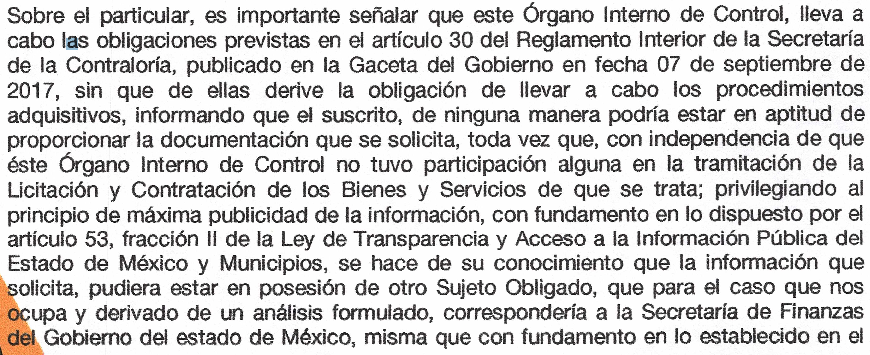 Sobre el particular, es importante señalar que este Órgano Interno de Control, lleva a
cabo las obligaciones previstas en el artículo 30 del Reglamento Interior de la Secretaría
de la Contraloría, publicado en la Gaceta del Gobierno en fecha 07 de septiembre de
2017, sin que de ellas derive la obligación de llevar a cabo los procedimientos
adquisitivos, informando que el suscrito, de ninguna manera podría estar en aptitud de
proporcionar la documentación que se solicita, toda vez que, con independencia de que
éste Órgano Interno de Control no tuvo participación alguna en la tramitación de la
Licitación y Contratación de los Bienes y Servicios de que se trata; privilegiando al
principio de máxima publicidad de la información, con fundamento en lo dispuesto por el
artículo 53, fracción II de la Ley de Transparencia y Acceso a la Información Pública del
Estado de México y Municipios, se hace de su conocimiento que la información que
solicita, pudiera estar en posesión de otro Sujeto Obligado, que para el caso que nos
ocupa y derivado de un análisis formulado, correspondería a la Secretaría de Finanzas
del Gobierno del estado de México, misma que con fundamento en lo establecido en el